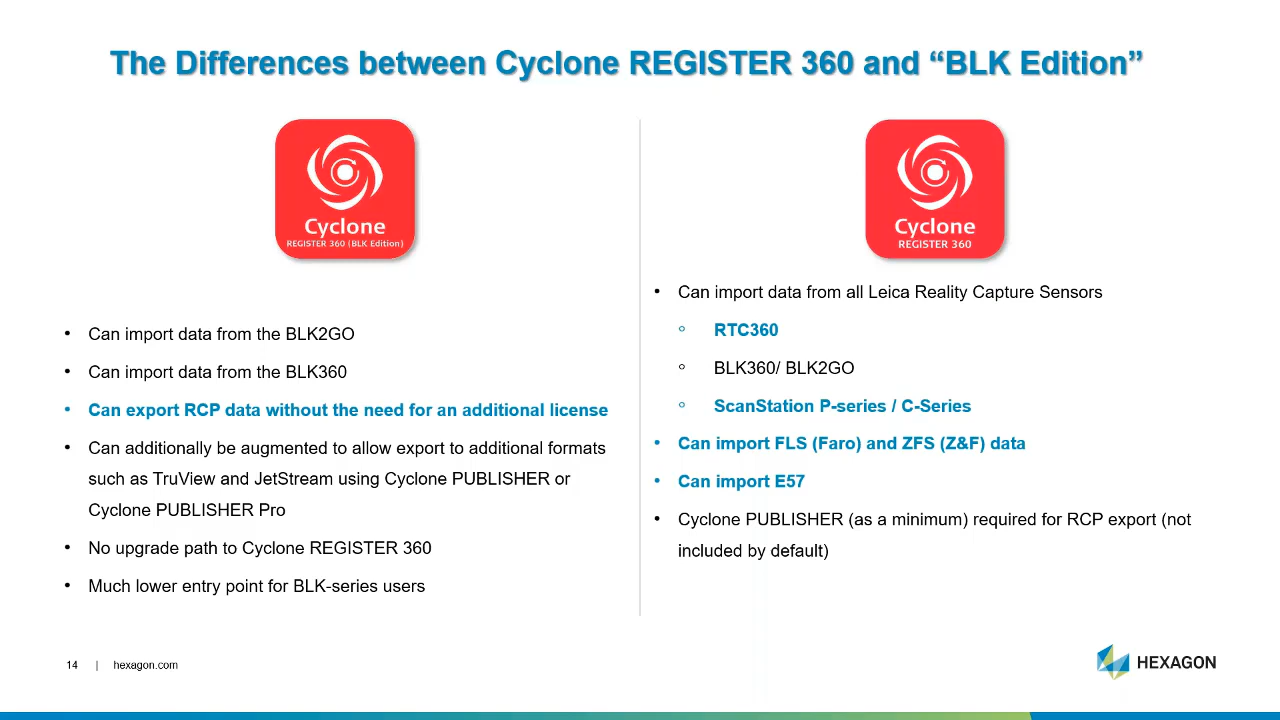 The Differences between Cyclone REGISTER 360 and “BLK Edition”
Cyclone
REGISTER 360 (BLK Edition)
• Can import data from the BLK2GO
• Can import data from the BLK360
• Can export RCP data without the need for an additional license
• Can additionally be augmented to allow export to additional formats
such as TruView and JetStream using Cyclone PUBLISHER or
Cyclone PUBLISHER Pro
• No upgrade path to Cyclone REGISTER 360
• Much lower entry point for BLK-series users
Cyclone
REGISTER 360
• Can import data from all Leica Reality Capture Sensors
○ RTC360
○ BLK360/ BLK2GO
○ ScanStation P-series / C-Series
• Can import FLS (Faro) and ZFS (Z&F) data
• Can import E57
• Cyclone PUBLISHER (as a minimum) required for RCP export (not
included by default)
14 | hexagon.com
HEXAGON